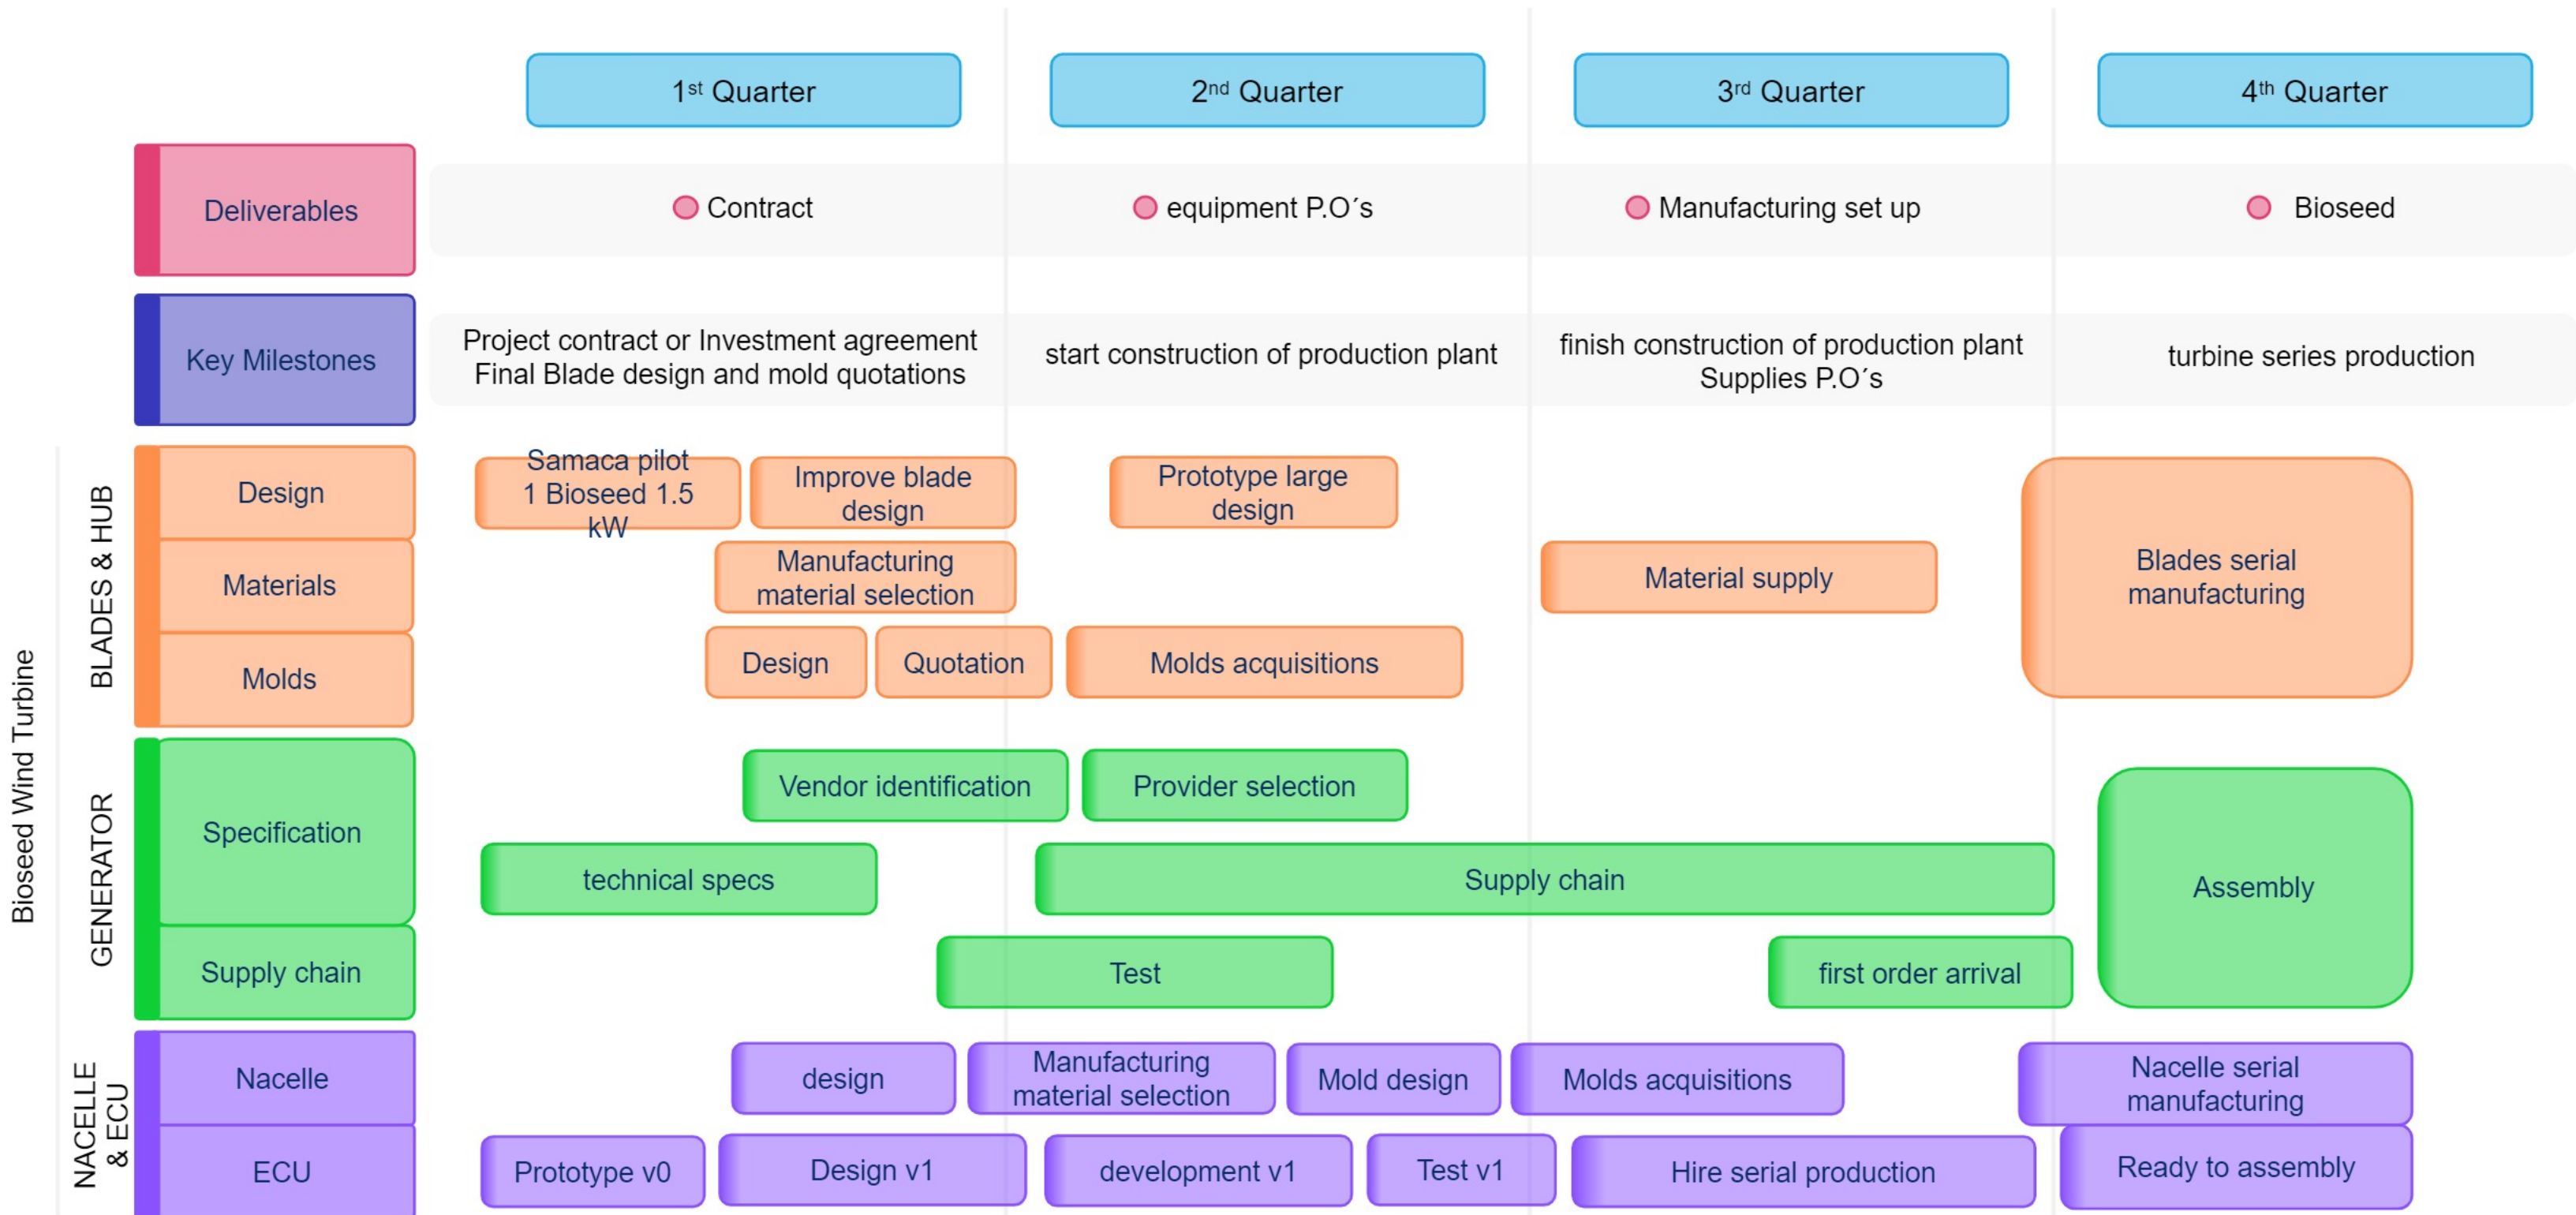 1st Quarter
2nd Quarter
3rd Quarter
4th Quarter
Deliverables
Contract
equipment P.O´s
Manufacturing set up
Bioseed
Key Milestones
Project contract or Investment agreement
Final Blade design and mold quotations
start construction of production plant
finish construction of production plant
Supplies P.O´s
turbine series production
Bioseed Wind Turbine
BLADES & HUB
Design
Samaca pilot
1 Bioseed 1.5
kW
Improve blade
design
Prototype large
design
Materials
Manufacturing
material selection
Material supply
Blades serial
manufacturing
Molds
Design
Quotation
Molds acquisitions
GENERATOR
Specification
Vendor identification
Provider selection
technical specs
Supply chain
Assembly
Supply chain
Test
first order arrival
NACELLE
& ECU
Nacelle
design
Manufacturing
material selection
Mold design
Molds acquisitions
Nacelle serial
manufacturing
ECU
Prototype v0
Design v1
development v1
Test v1
Hire serial production
Ready to assembly